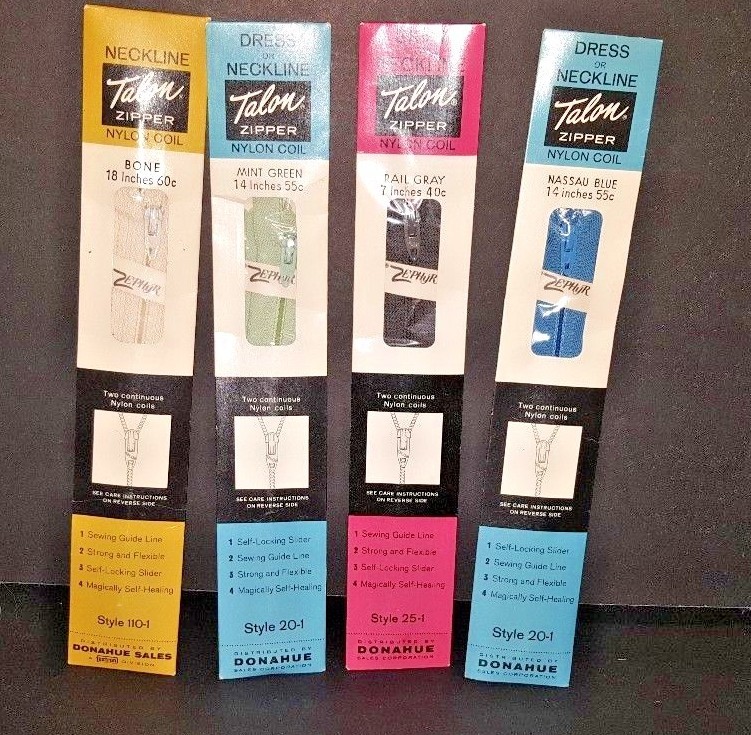 NECKLINE
Talon
ZIPPER
NYLON COIL
BONE
18 Inches 60c
ZEPHYR
Two continuous
Nylon coils
SEE CARE INSTRUCTIONS
ON REVERSE SIDE
1 Sewing Guide Line
2 Strong and Flexible
3 Self-Locking Slider
4 Magically Self-Healing
Style 110-1
DISTRIBUTED BY
DONAHUE SALES
DIVISION
DRESS
OR
NECKLINE
Talon
ZIPPER
NYLON COIL
MINT GREEN
14 Inches 55c
ZEPHYR
Two continuous
Nylon coils
SEE CARE INSTRUCTIONS
ON REVERSE SIDE
1 Self-Locking Slider
2 Sewing Guide Line
3 Strong and Flexible
4 Magically Self-Healing
Style 20-1
DISTRIBUTED BY
DONAHUE
SALES CORPORATION
NECKLINE
Talon®
ZIPPER
NYLON COIL
RAIL GRAY
7 Inches 40c
ZEPHYR
Two continuous
Nylon coils
SEE CARE INSTRUCTIONS
ON REVERSE SIDE
1 Sewing Guide Line
2 Strong and Flexible
3 Self-Locking Slider
4 Magically Self-Healing
Style 25-1
DISTRIBUTED BY
DONAHUE
SALES CORPORATION
DRESS
OR
NECKLINE
Talon®
ZIPPER
NYLON COIL
NASSAU BLUE
14 inches 55c
ZEPHYR
Two continuous
Nylon coils
SEE CARE INSTRUCTIONS
ON REVERSE SIDE
1 Self-Locking Slider
2 Sewing Guide Line
3 Strong and Flexible
4 Magically Self-Healing
Style 20-1
DISTRIBUTED BY
DONAHUE
SALES CORPORATION